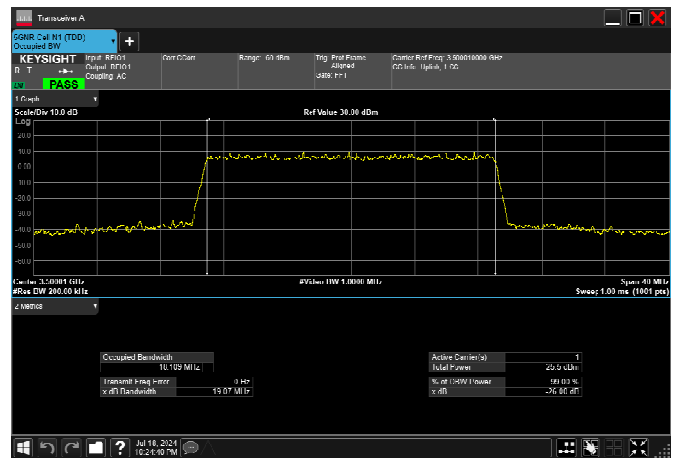 Transceiver A
5GNR Cell N1 (TDD)
Occupied BW
+
KEYSIGHT
R T
PASS
Input: RFIO1
Output: RFIO1
Coupling: AC
Corr CCorr
Range: 60 dBm
Trig: Prot Frame
Aligned
Gate: FFT
Carrier Ref Freq: 3.500010000 GHz
CC Info: Uplink, 1 CC
1 Graph
Scale/Div 10.0 dB
Ref Value 30.00 dBm
Log
20.0
10.0
0.00
-10.0
-20.0
-30.0
-50.0
-60.0
Center 3.50001 GHz
#Video BW 1.0000 MHz
Span 40 MHz
#Res BW 200.00 kHz
Sweep 1.00 ms (1001 pts)
2 Metrics
Occupied Bandwidth
18.109 MHz
Active Carrier(s) 1
Total Power 25.5 dBm
Transmit Freq Error 0 Hz
x dB Bandwidth 19.07 MHz
% of OBW Power 99.00 %
x dB -26.00 dB
?
Jul 18, 2024
10:24:40 PM